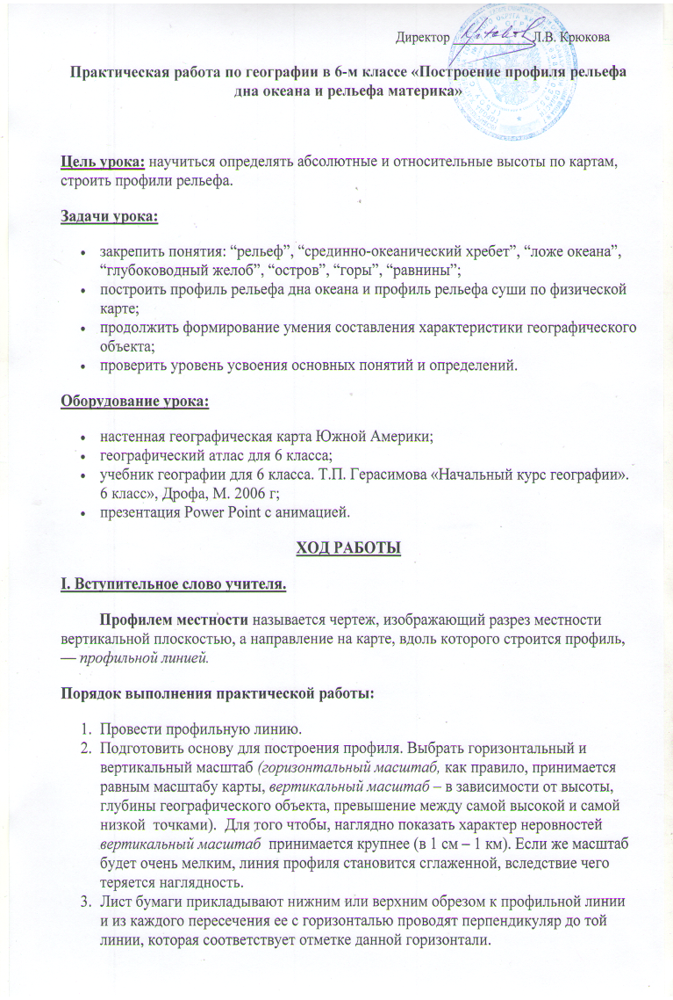 Директор Л.В. Крюкова
Практическая работа по географии в 6-м классе «Построение профиля рельефа
дна океана и рельефа материка»
Цель урока: научиться определять абсолютные и относительные высоты по картам,
строить профили рельефа.
Задачи урока:
• закрепить понятия: “рельеф”, “срединно-океанический хребет”, “ложе океана”,
“глубоководный желоб”, “остров”, “горы”, “равнины”;
• построить профиль рельефа дна океана и профиль рельефа суши по физической
карте;
• продолжить формирование умения составления характеристики географического
объекта;
• проверить уровень усвоения основных понятий и определений.
Оборудование урока:
• настенная географическая карта Южной Америки;
• географический атлас для 6 класса;
• учебник географии для 6 класса. Т.П. Герасимова «Начальный курс географии».
6 класс», Дрофа, М. 2006 г;
• презентация Power Point с анимацией.
ХОД РАБОТЫ
I. Вступительное слово учителя.
Профилем местности называется чертеж, изображающий разрез местности
вертикальной плоскостью, а направление на карте, вдоль которого строится профиль,
— профильной линией.
Порядок выполнения практической работы:
1. Провести профильную линию.
2. Подготовить основу для построения профиля. Выбрать горизонтальный и
вертикальный масштаб (горизонтальный масштаб, как правило, принимается
равным масштабу карты, вертикальный масштаб – в зависимости от высоты,
глубины географического объекта, превышение между самой высокой и самой
низкой точками). Для того чтобы, наглядно показать характер неровностей
вертикальный масштаб принимается крупнее (в 1 см – 1 км). Если же масштаб
будет очень мелким, линия профиля становится сглаженной, вследствие чего
теряется наглядность.
3. Лист бумаги прикладывают нижним или верхним обрезом к профильной линии
и из каждого пересечения ее с горизонталью проводят перпендикуляр до той
линии, которая соответствует отметке данной горизонтали.